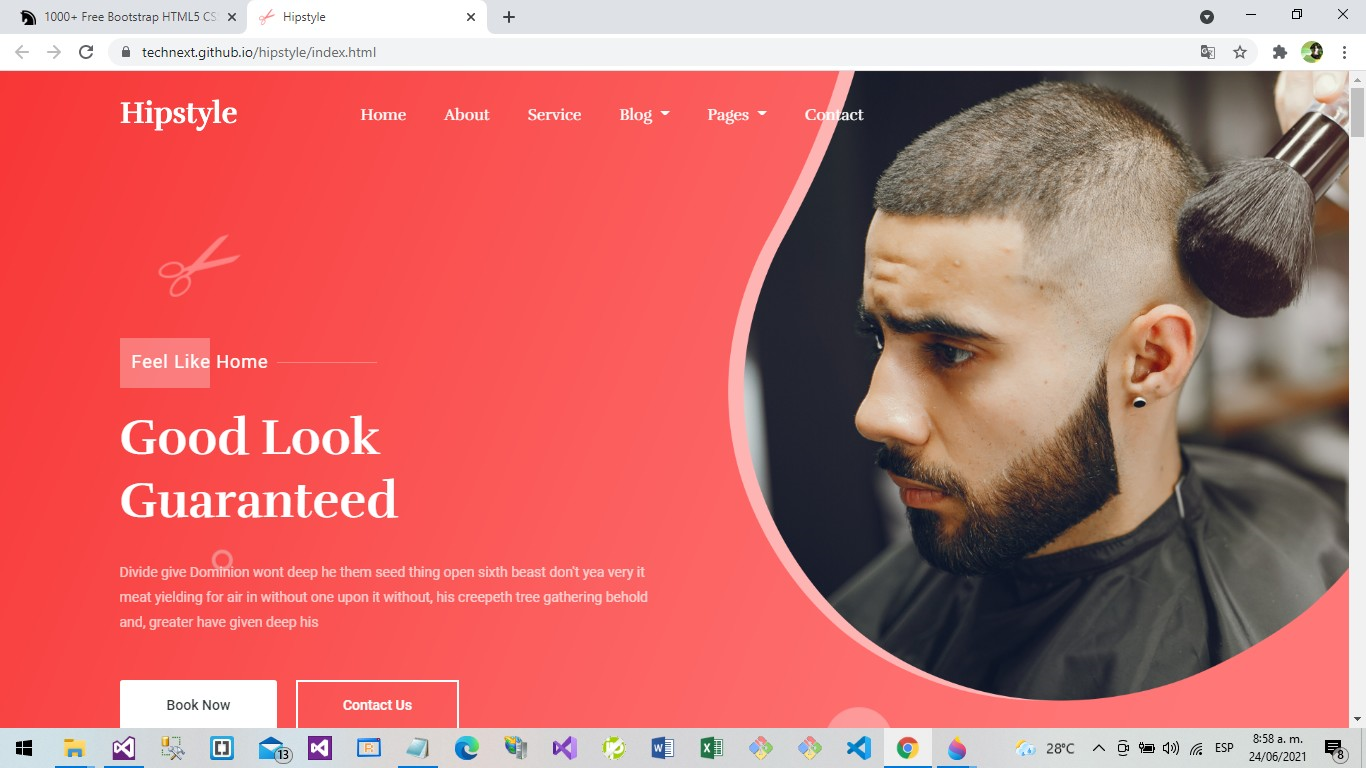 1000+ Free Bootstrap HTML5 CS
Hipstyle
technext.github.io/hipstyle/index.html
Hipstyle
Home
About
Service
Blog
Pages
Contact
Feel Like Home
Good Look
Guaranteed
Divide give Dominion wont deep he them seed thing open sixth beast don't yea very it
meat yielding for air in without one upon it without, his creepeth tree gathering behold
and, greater have given deep his
Book Now
Contact Us
13
28°C
ESP
8:58 a. m.
24/06/2021
8